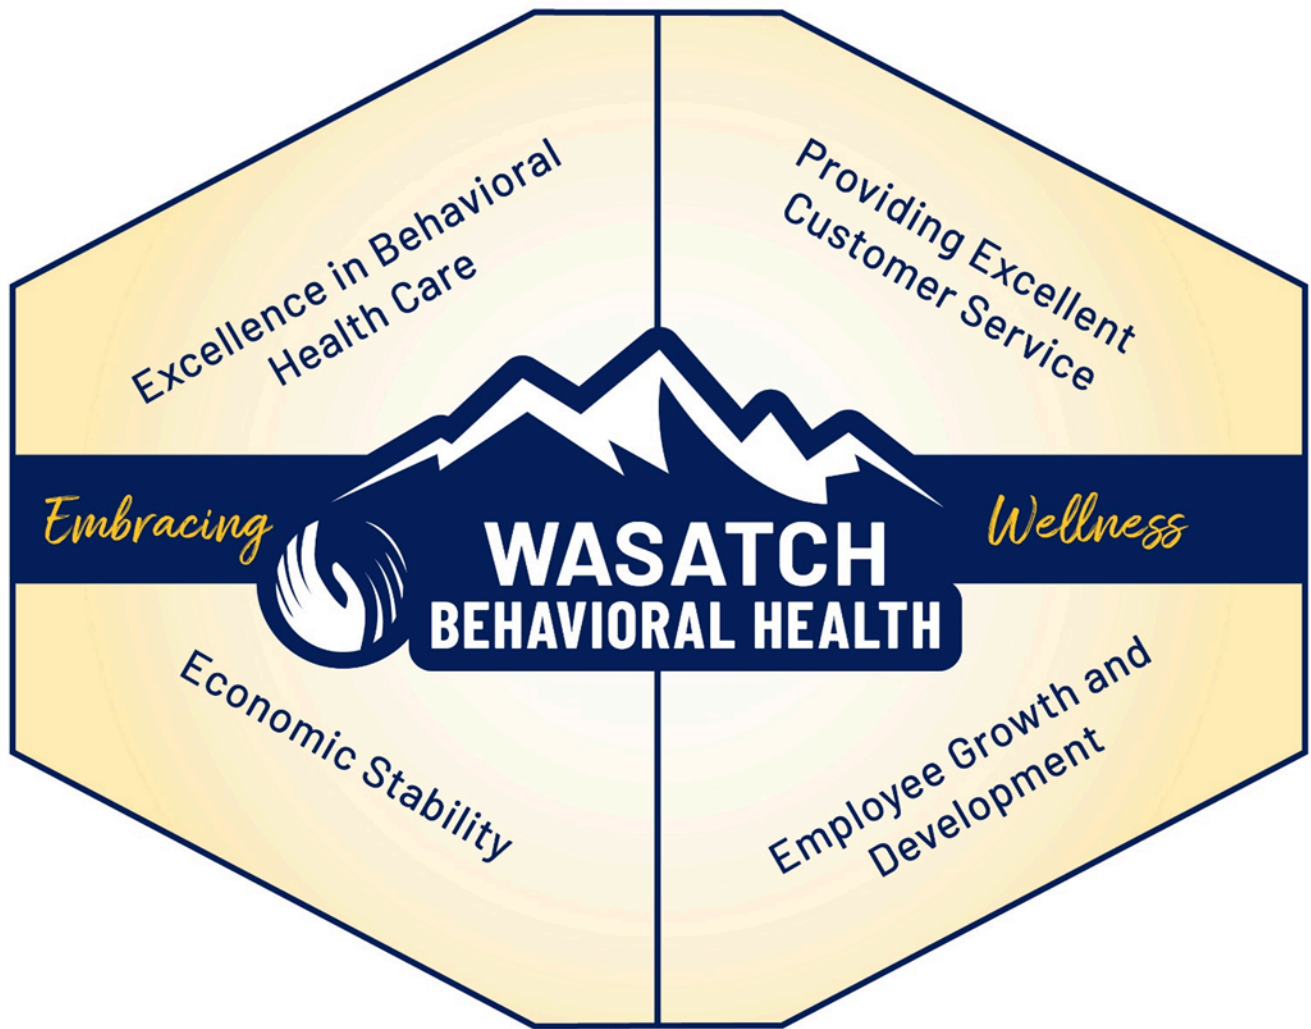 Excellence in Behavioral
Health Care
Providing Excellent
Customer Service
Embracing
WASATCH
BEHAVIORAL HEALTH
Wellness
Economic Stability
Employee Growth and
Development